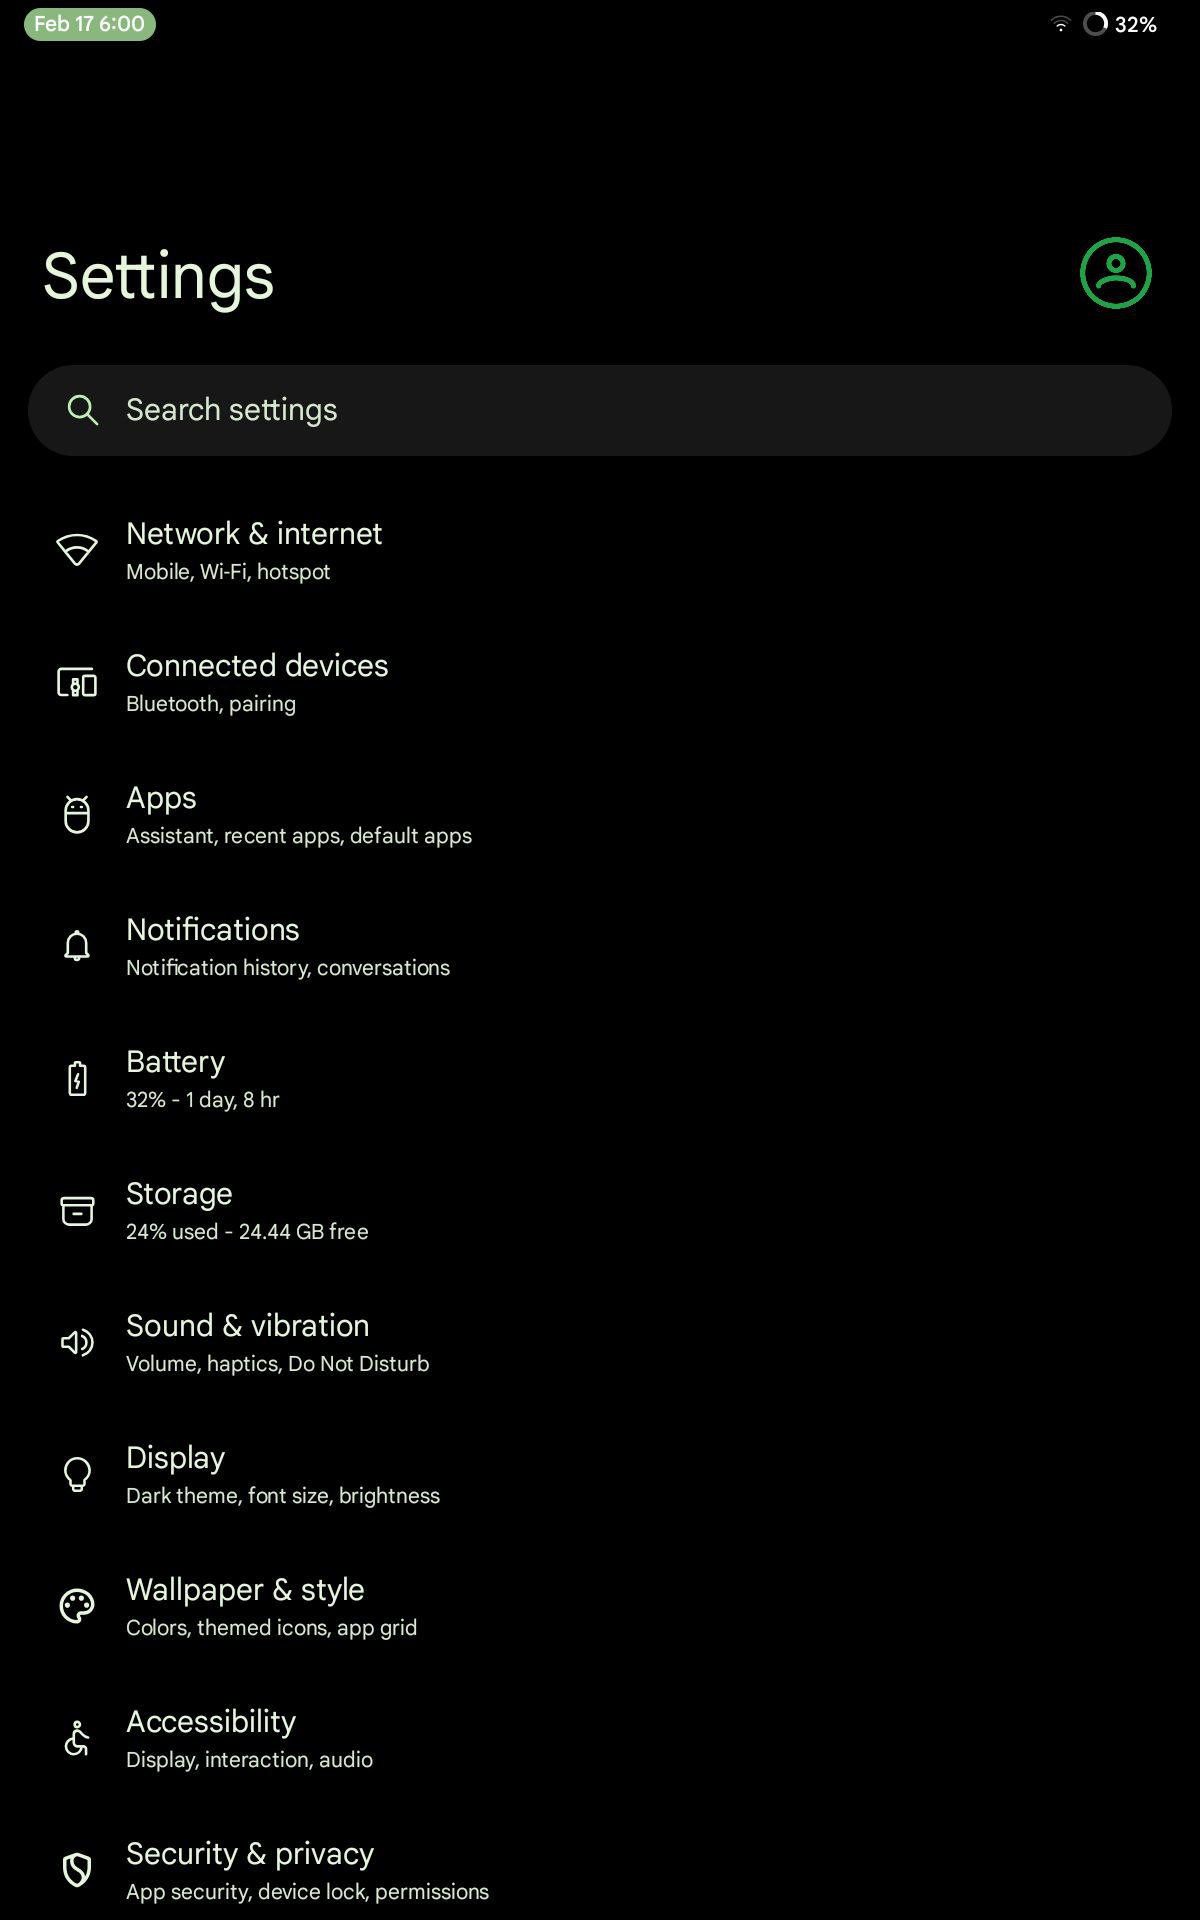 Feb 17 6:00
32%
Settings
Search settings
Network & internet
Mobile, Wi-Fi, hotspot
Connected devices
Bluetooth, pairing
Apps
Assistant, recent apps, default apps
Notifications
Notification history, conversations
Battery
32% - 1 day, 8 hr
Storage
24% used - 24.44 GB free
Sound & vibration
Volume, haptics, Do Not Disturb
Display
Dark theme, font size, brightness
Wallpaper & style
Colors, themed icons, app grid
Accessibility
Display, interaction, audio
Security & privacy
App security, device lock, permissions